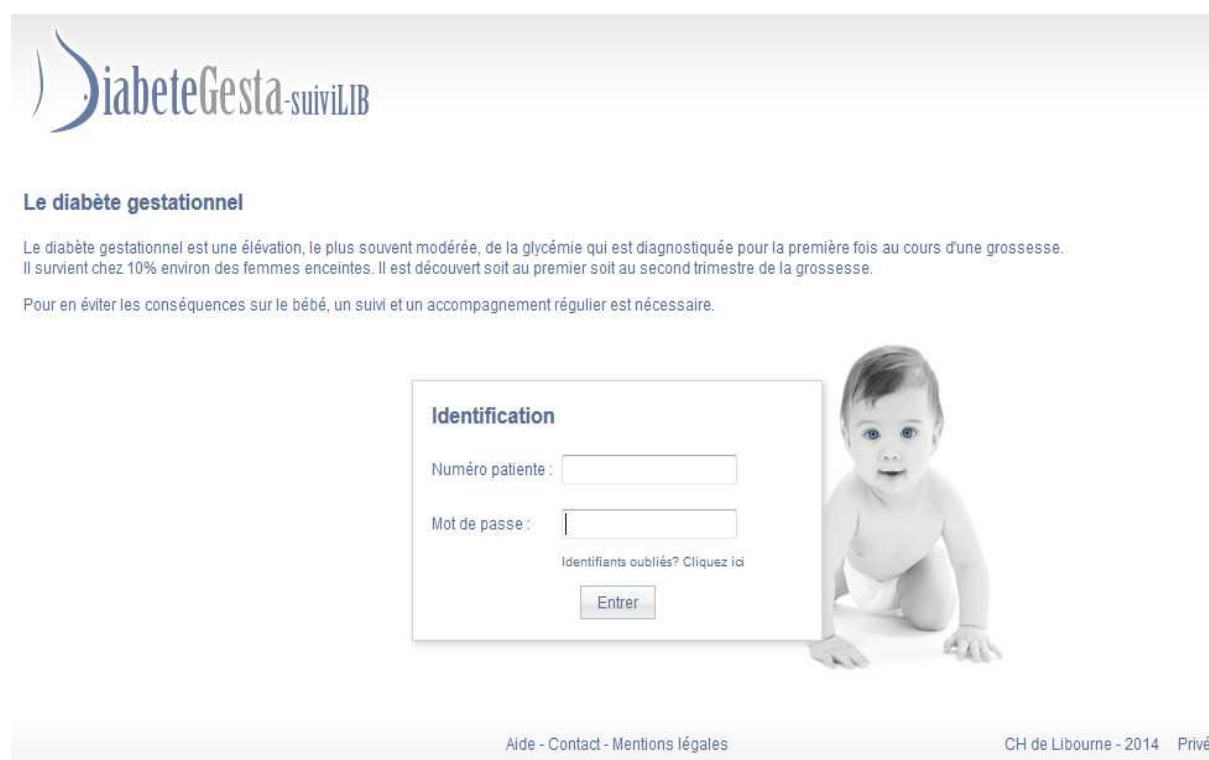 DiabeteGesta-suiviLIB
Le diabète gestationnel
Le diabète gestationnel est une élévation, le plus souvent modérée, de la glycémie qui est diagnostiquée pour la première fois au cours d'une grossesse.
Il survient chez 10% environ des femmes enceintes. Il est découvert soit au premier soit au second trimestre de la grossesse.
Pour en éviter les conséquences sur le bébé, un suivi et un accompagnement régulier est nécessaire.
Identification
Numéro patiente :
Mot de passe :
Identifiants oubliés? Cliquez ici
Entrer
Aide - Contact - Mentions légales CH de Libourne - 2014 Privé